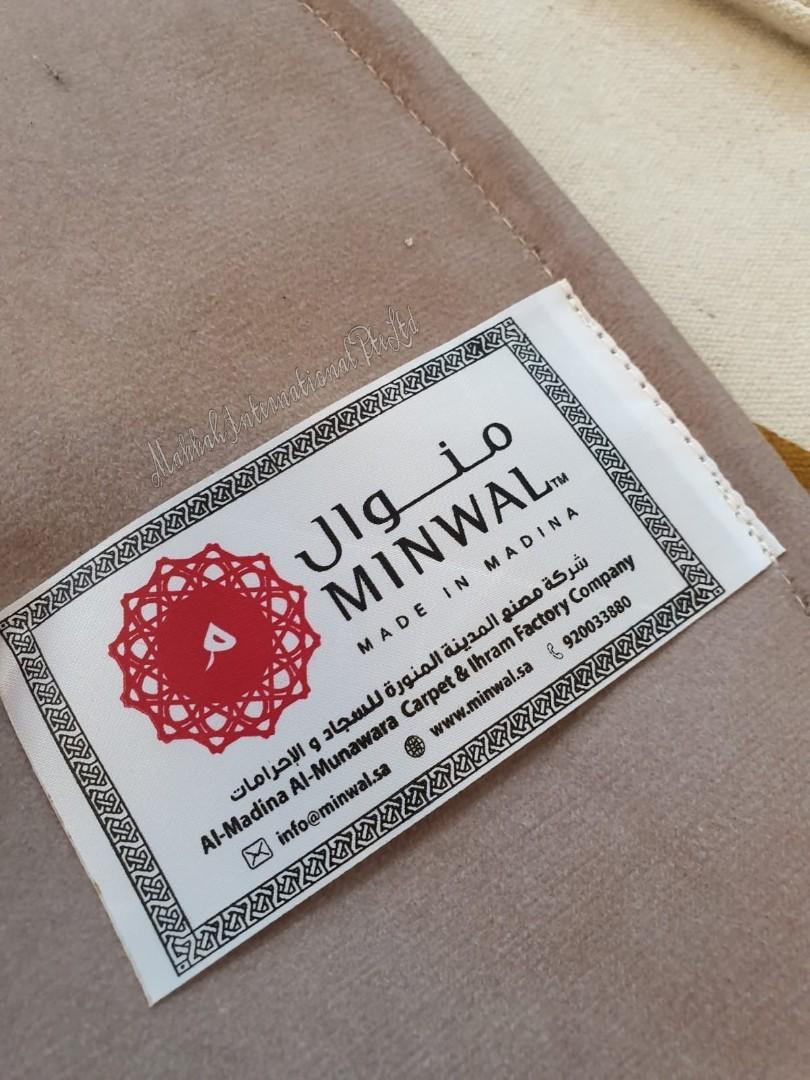 Mahkah International Pte Ltd
منوال
MINWAL™
MADE IN MADINA
شركة مصنع المدينة المنورة للسجاد و الإحرامات
Al-Madina Al-Munawara Carpet & Ihram Factory Company
info@minwal.sa www.minwal.sa 920033880